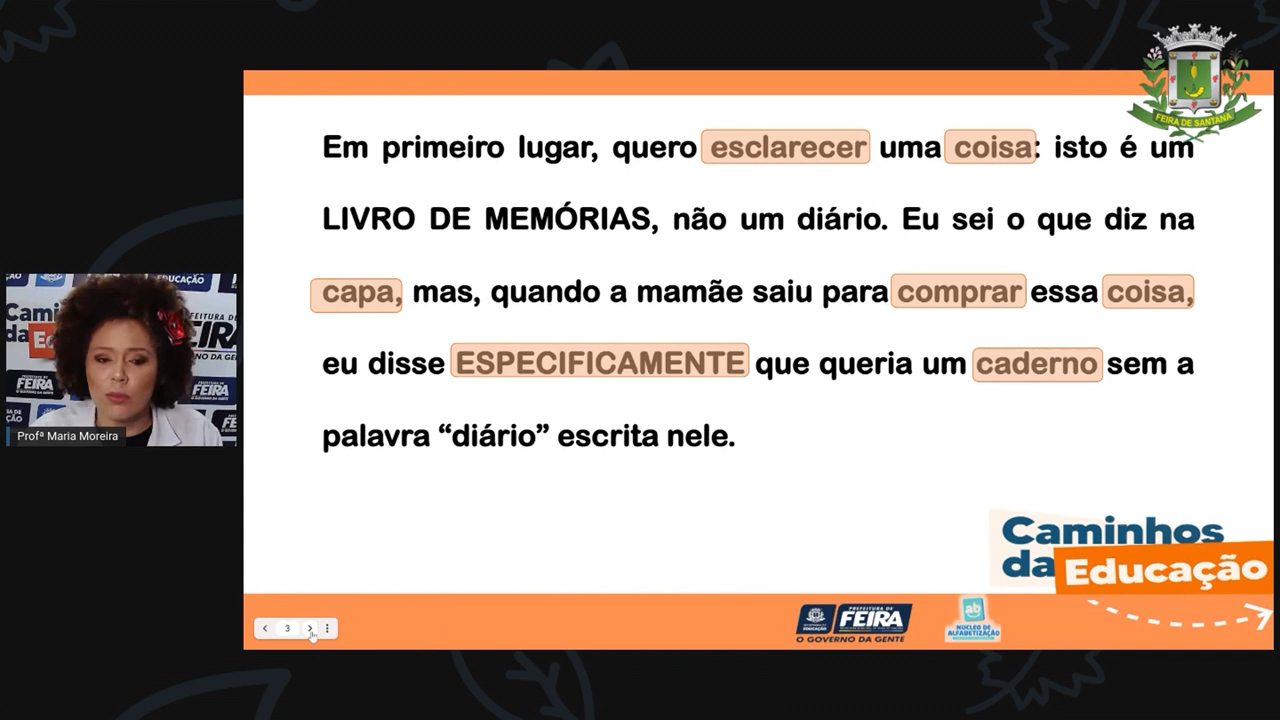 FEIRA DE SANTANA
Em primeiro lugar, quero esclarecer uma coisa: isto é um
LIVRO DE MEMÓRIAS, não um diário. Eu sei o que diz na
capa, mas, quando a mamãe saiu para comprar essa coisa,
eu disse ESPECIFICAMENTE que queria um caderno sem a
palavra “diário” escrita nele.
Profª Maria Moreira
Caminhos
da Educação
3
PREFEITURA DE
FEIRA
O GOVERNO DA GENTE
EDUCAÇÃO
ab
NÚCLEO DE
ALFABETIZAÇÃO